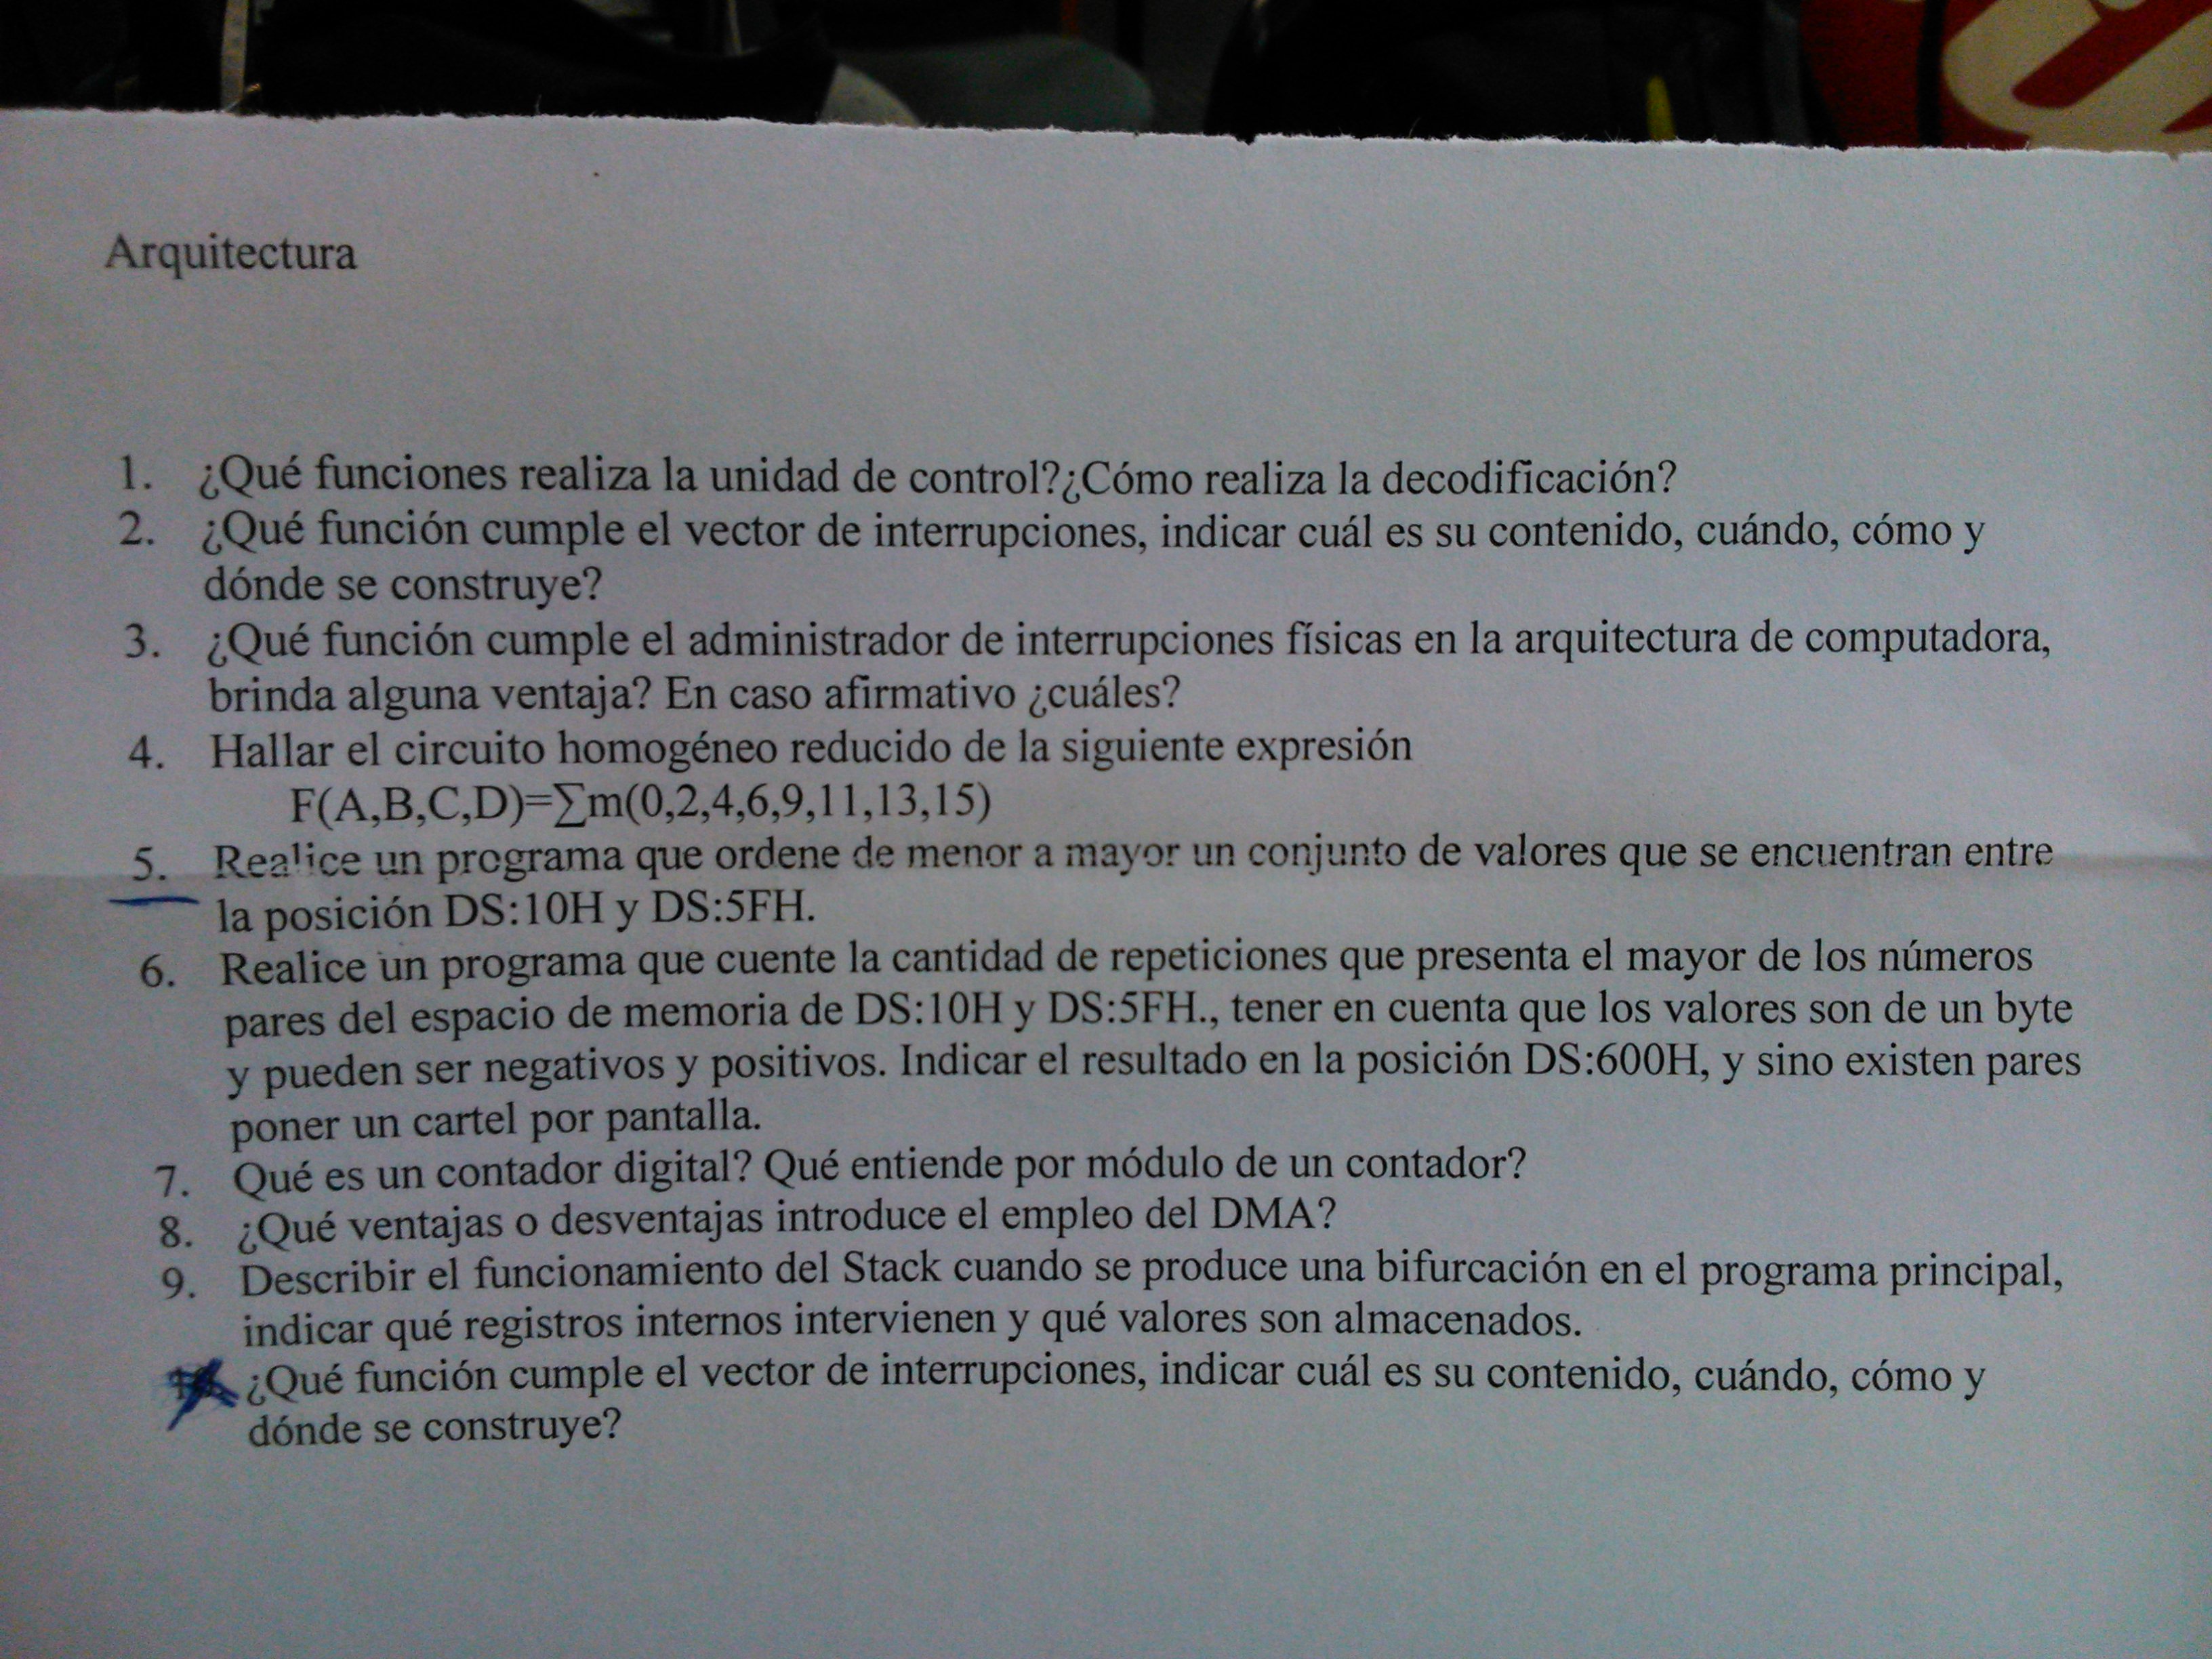 Arquitectura
1. ¿Qué funciones realiza la unidad de control?¿Cómo realiza la decodificación?
2. ¿Qué función cumple el vector de interrupciones, indicar cuál es su contenido, cuándo, cómo y
dónde se construye?
3. ¿Qué función cumple el administrador de interrupciones físicas en la arquitectura de computadora,
brinda alguna ventaja? En caso afirmativo ¿cuáles?
4. Hallar el circuito homogéneo reducido de la siguiente expresión
F(A,B,C,D)=∑m(0,2,4,6,9,11,13,15)
5. Realice un programa que ordene de menor a mayor un conjunto de valores que se encuentran entre
la posición DS:10H y DS:5FH.
6. Realice un programa que cuente la cantidad de repeticiones que presenta el mayor de los números
pares del espacio de memoria de DS:10H y DS:5FH., tener en cuenta que los valores son de un byte
y pueden ser negativos y positivos. Indicar el resultado en la posición DS:600H, y sino existen pares
poner un cartel por pantalla.
7. Qué es un contador digital? Qué entiende por módulo de un contador?
8. ¿Qué ventajas o desventajas introduce el empleo del DMA?
9. Describir el funcionamiento del Stack cuando se produce una bifurcación en el programa principal,
indicar qué registros internos intervienen y qué valores son almacenados.
¿Qué función cumple el vector de interrupciones, indicar cuál es su contenido, cuándo, cómo y
dónde se construye?